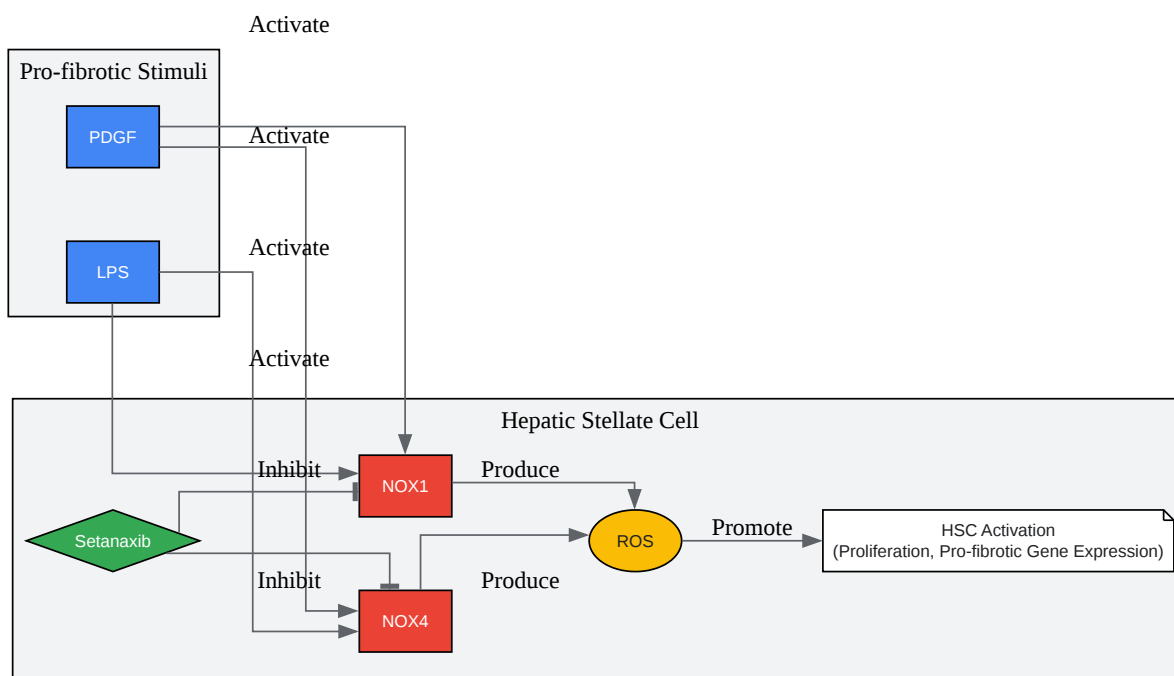 Activate
Pro-fibrotic Stimuli
PDGF
Activate
LPS
Activate
Activate
Hepatic Stellate Cell
Inhibit
Produce
NOX1
Setanaxib
ROS
Promote
HSC Activation
(Proliferation, Pro-fibrotic Gene Expression)
Inhibit
Produce
NOX4